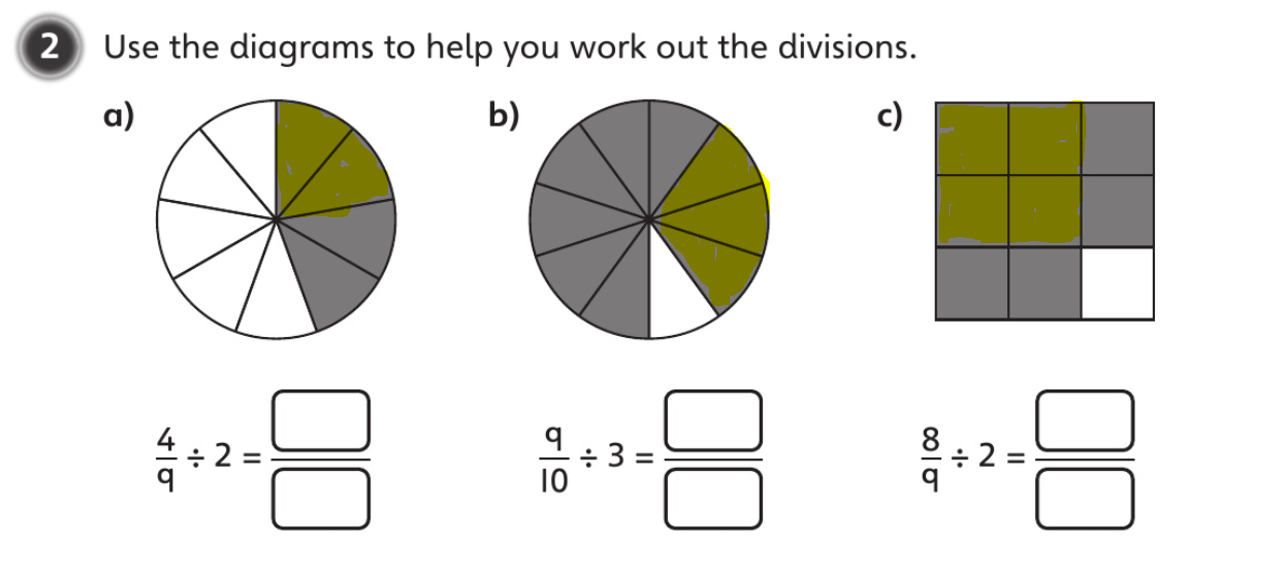 2 Use the diagrams to help you work out the divisions.
a) b) c)
4/9 ÷ 2 = 9/10 ÷ 3 = 8/9 ÷ 2 =